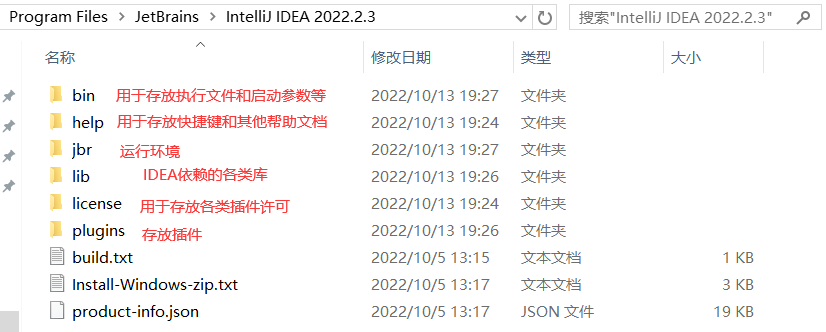 Program Files > JetBrains > IntelliJ IDEA 2022.2.3 搜索"IntelliJ IDEA 2022.2.3"
名称 修改日期 类型 大小
bin 用于存放执行文件和启动参数等 2022/10/13 19:27 文件夹
help 用于存放快捷键和其他帮助文档 2022/10/13 19:24 文件夹
jbr 运行环境 2022/10/13 19:27 文件夹
lib IDEA依赖的各类库 2022/10/13 19:26 文件夹
license 用于存放各类插件许可 2022/10/13 19:24 文件夹
plugins 存放插件 2022/10/13 19:26 文件夹
build.txt 2022/10/5 13:15 文本文档 1 KB
Install-Windows-zip.txt 2022/10/5 13:17 文本文档 3 KB
product-info.json 2022/10/5 13:17 JSON 文件 19 KB